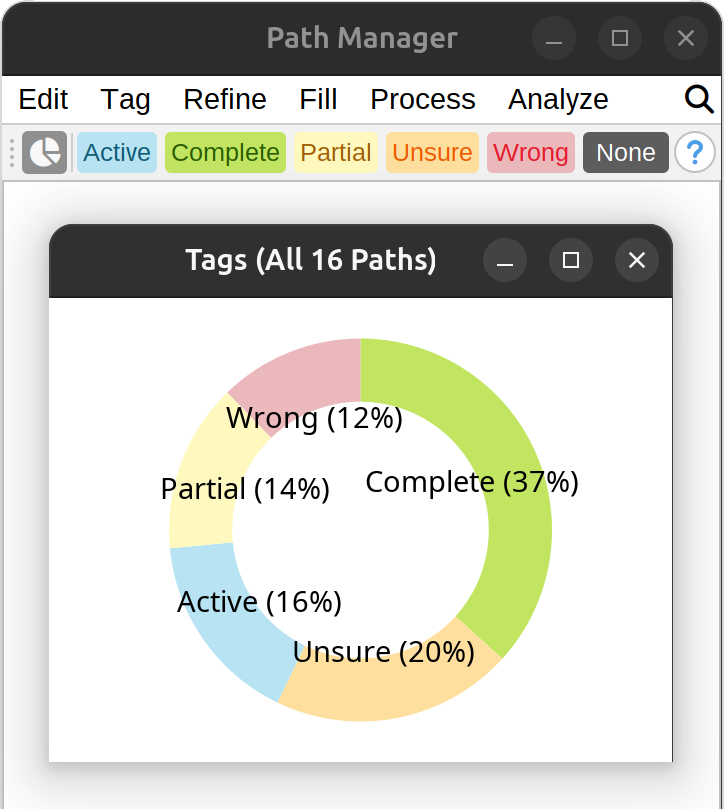 Path Manager
Edit Tag Refine Fill Process Analyze
Active Complete Partial Unsure Wrong None ?
Tags (All 16 Paths)
Wrong (12%)
Complete (37%)
Partial (14%)
Active (16%)
Unsure (20%)